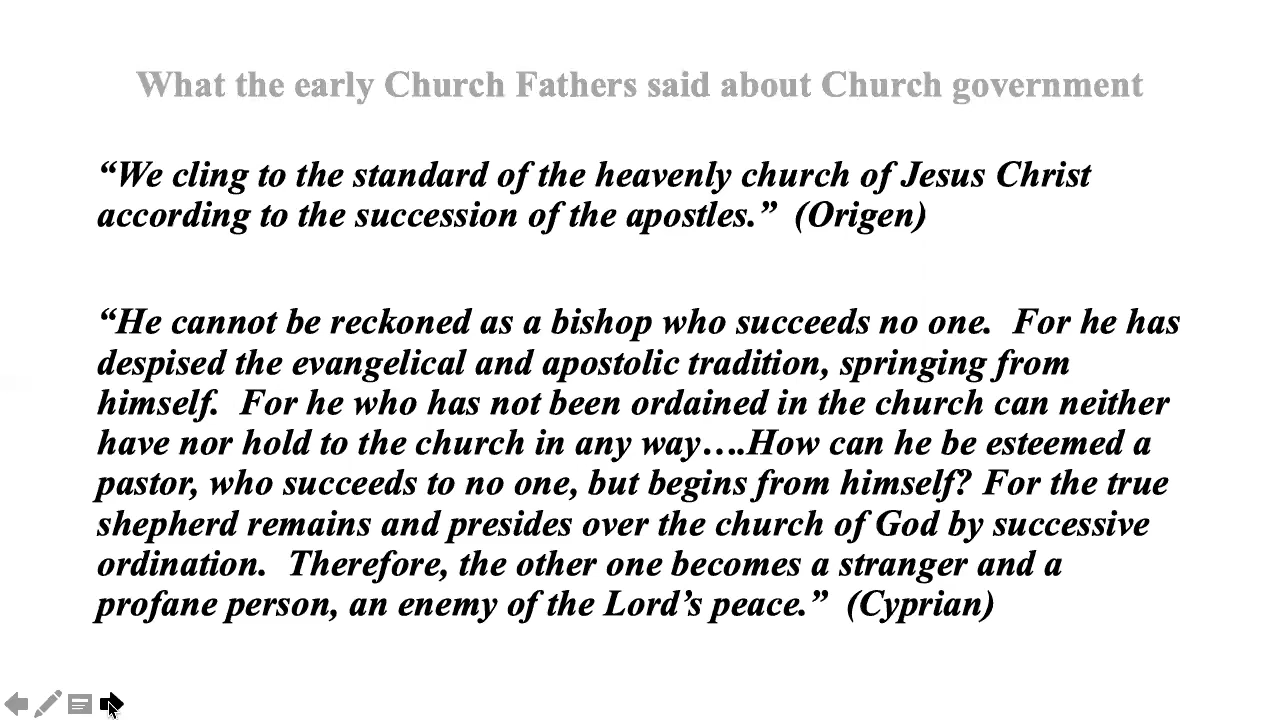 What the early Church Fathers said about Church government
“We cling to the standard of the heavenly church of Jesus Christ
according to the succession of the apostles.”  (Origen)
“He cannot be reckoned as a bishop who succeeds no one.  For he has
despised the evangelical and apostolic tradition, springing from
himself.  For he who has not been ordained in the church can neither
have nor hold to the church in any way….How can he be esteemed a
pastor, who succeeds to no one, but begins from himself? For the true
shepherd remains and presides over the church of God by successive
ordination.  Therefore, the other one becomes a stranger and a
profane person, an enemy of the Lord’s peace.”  (Cyprian)